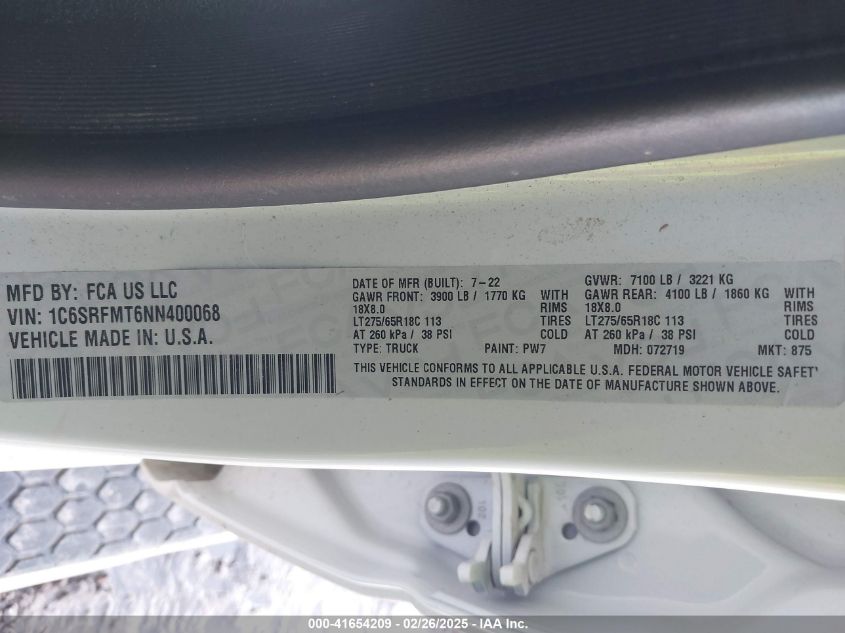 MFD BY: FCA US LLC
VIN: 1C6SRFMT6NN400068
VEHICLE MADE IN: U.S.A.
DATE OF MFR (BUILT): 7-22
GAWR FRONT: 3900 LB / 1770 KG WITH
18X8.0 RIMS
LT275/65R18C 113 TIRES
AT 260 kPa / 38 PSI COLD
TYPE: TRUCK PAINT: PW7
GVWR: 7100 LB / 3221 KG
GAWR REAR: 4100 LB / 1860 KG WITH
18X8.0 RIMS
LT275/65R18C 113 TIRES
AT 260 kPa / 38 PSI COLD
MDH: 072719 MKT: 875
THIS VEHICLE CONFORMS TO ALL APPLICABLE U.S.A. FEDERAL MOTOR VEHICLE SAFETY
STANDARDS IN EFFECT ON THE DATE OF MANUFACTURE SHOWN ABOVE.
102
000-41654209 - 02/26/2025 - IAA Inc.